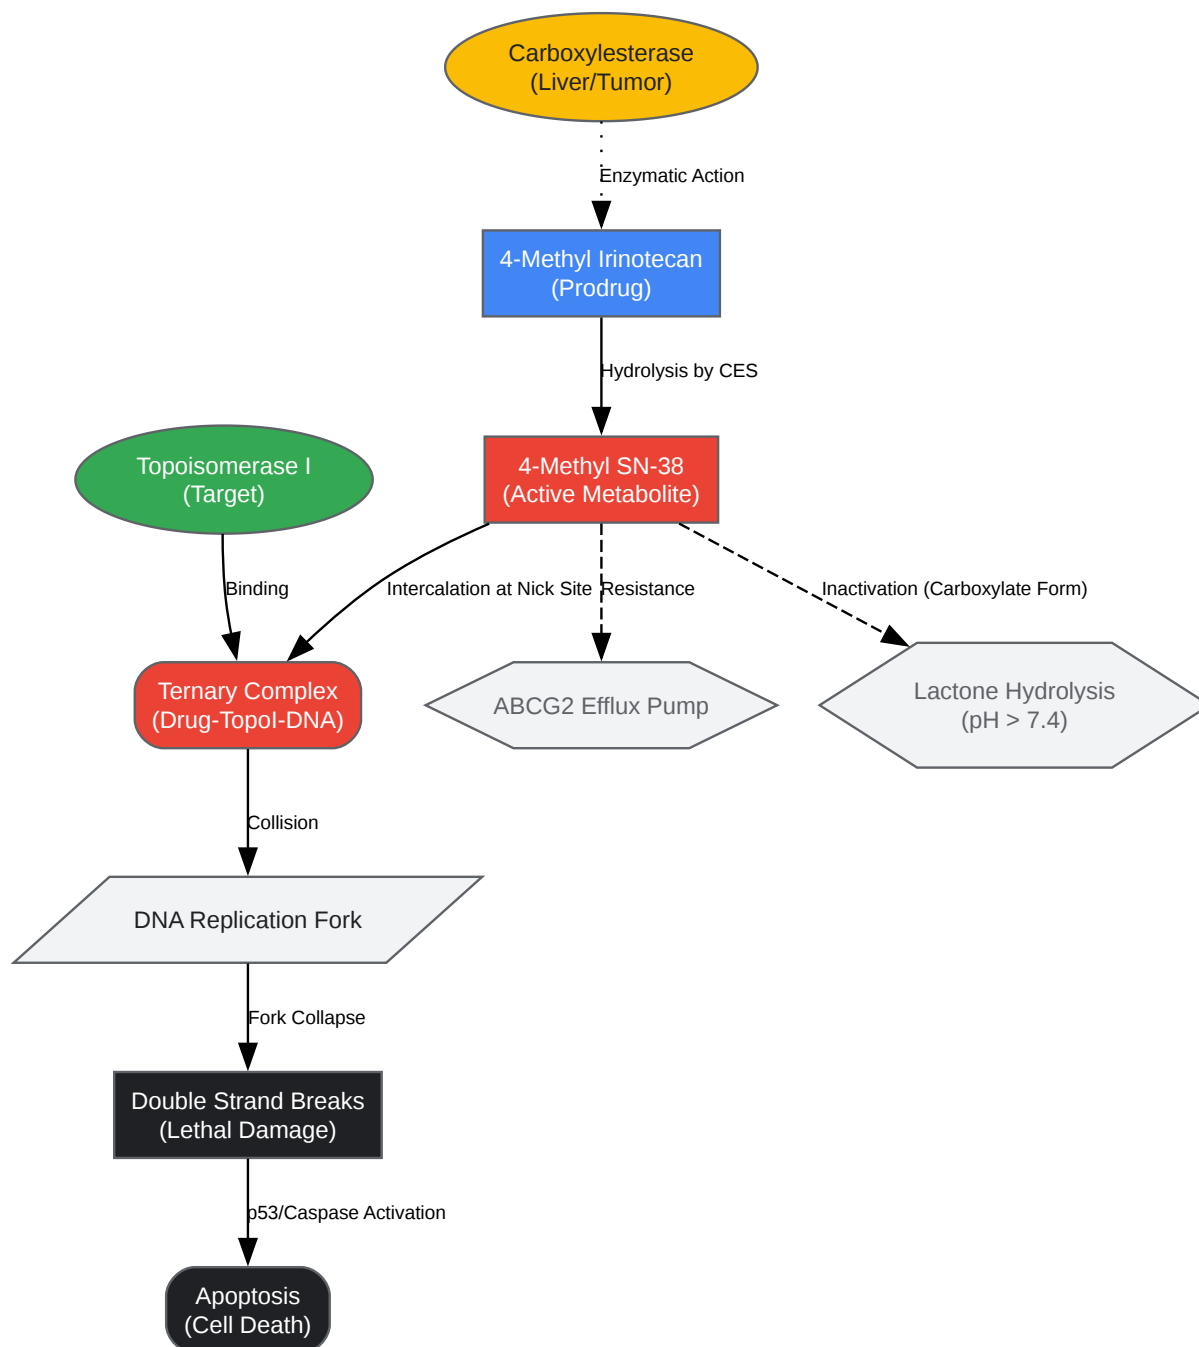 Carboxylesterase
(Liver/Tumor)
Enzymatic Action
4-Methyl Irinotecan
(Prodrug)
Hydrolysis by CES
Topoisomerase I
(Target)
4-Methyl SN-38
(Active Metabolite)
Binding
Intercalation at Nick Site
Resistance
Inactivation (Carboxylate Form)
Ternary Complex
(Drug-TopoI-DNA)
ABCG2 Efflux Pump
Lactone Hydrolysis
(pH > 7.4)
Collision
DNA Replication Fork
Fork Collapse
Double Strand Breaks
(Lethal Damage)
p53/Caspase Activation
Apoptosis
(Cell Death)